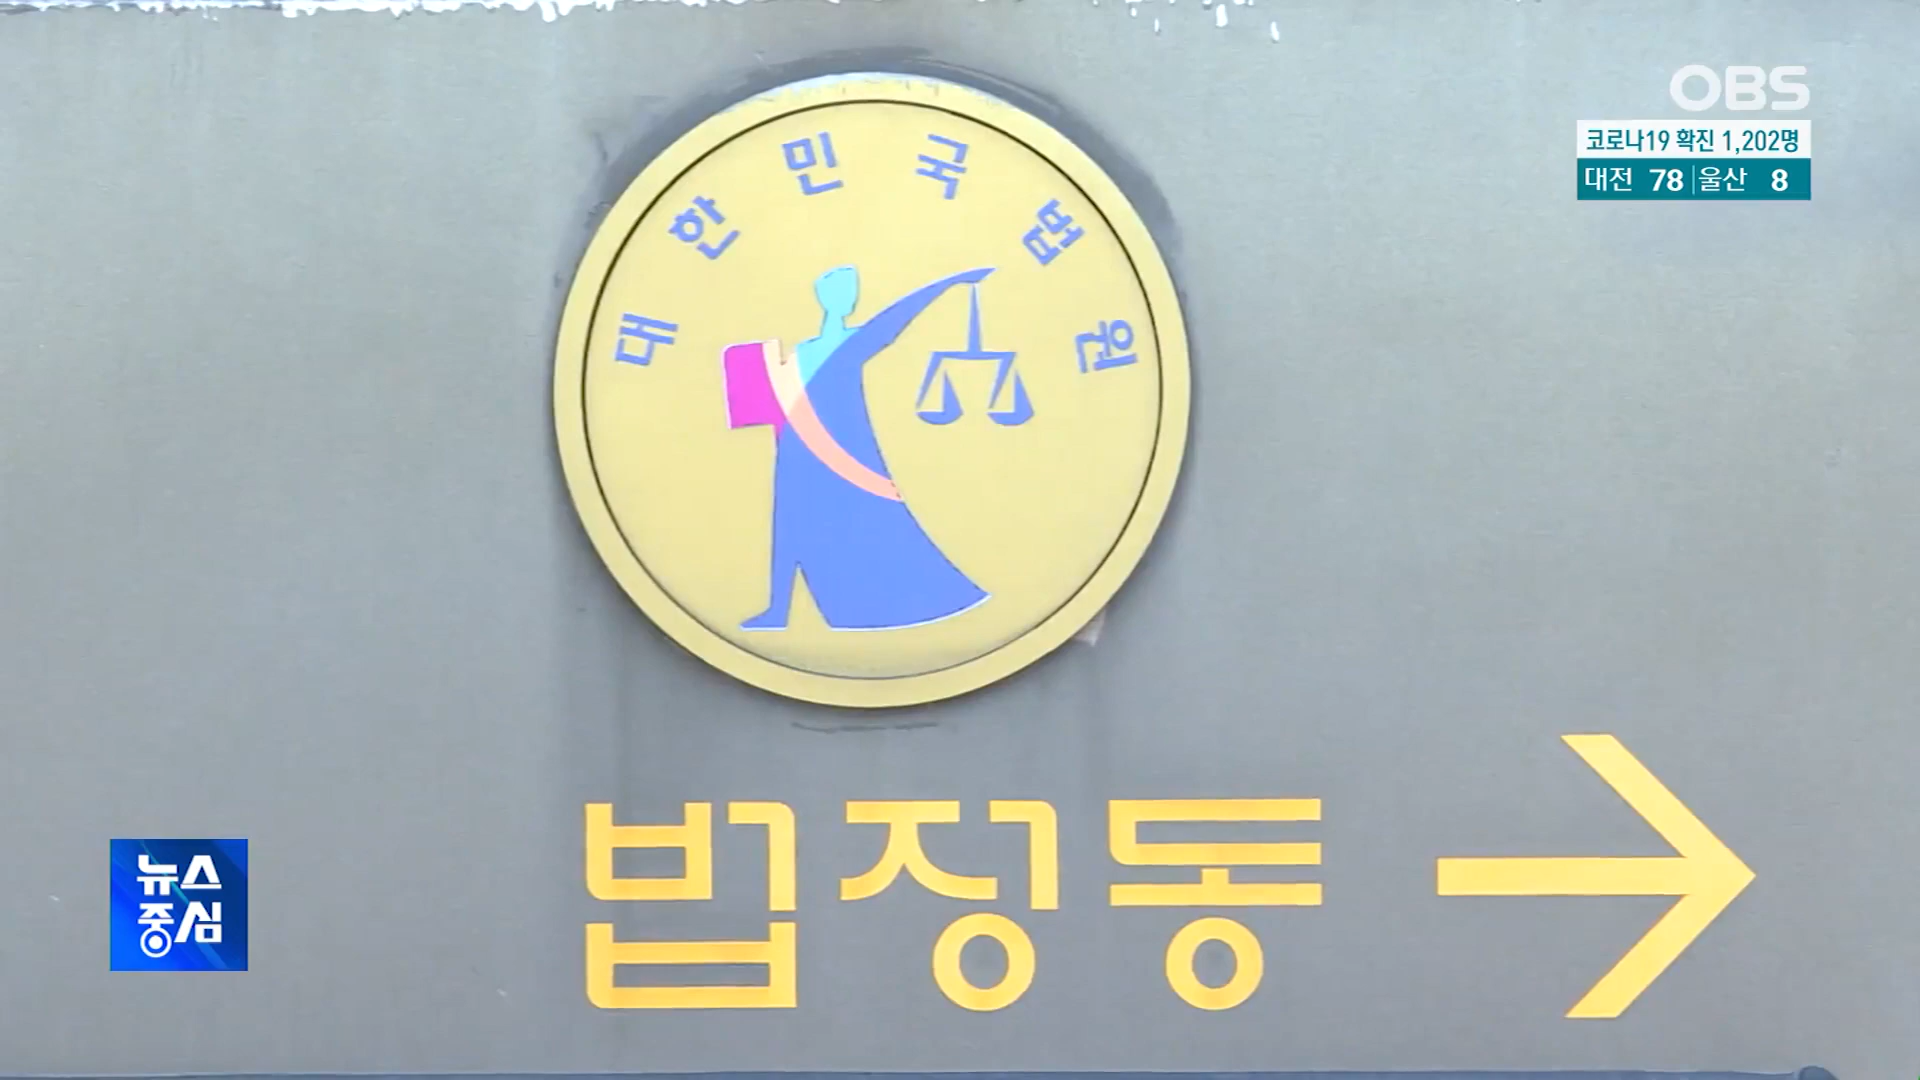 OBS
코로나19 확진 1,202명
대전 78 울산 8
대한민국법원
법정동
뉴스
중심